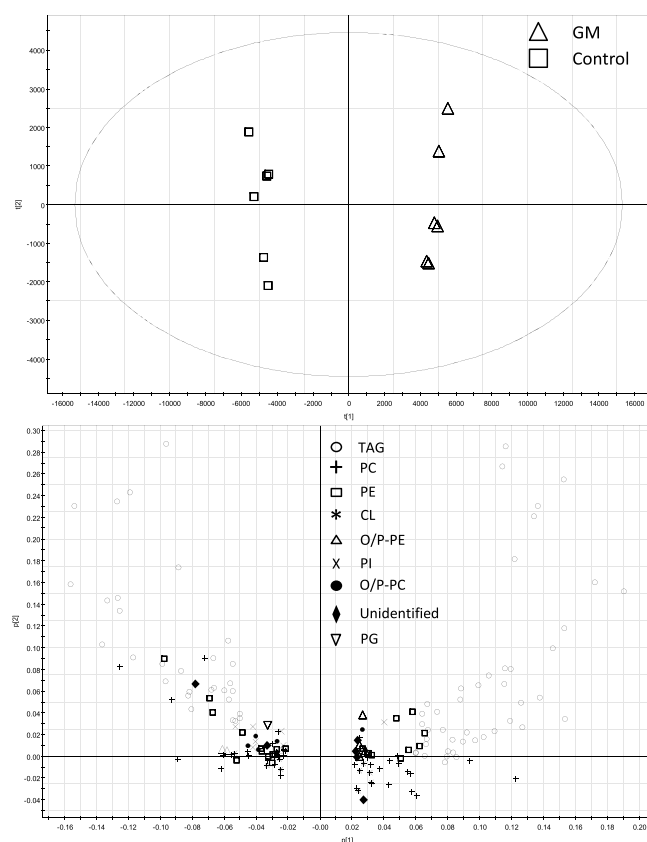 GM
Control
4000
2000
1000
0
-1000
-2000
-3000
-4000
t[2]
-16000 -14000 -12000 -10000 -8000 -6000 -4000 -2000 0 2000 4000 6000 8000 10000 12000 14000 16000
t[1]
0.30
0.28
0.26
0.24
0.22
0.20
0.18
0.16
0.14
0.12
0.10
0.08
0.06
0.04
0.02
0.00
-0.02
-0.04
p[2]
TAG
PC
PE
CL
O/P-PE
PI
O/P-PC
Unidentified
PG
-0.16 -0.14 -0.12 -0.10 -0.08 -0.06 -0.04 -0.02 -0.00 0.02 0.04 0.06 0.08 0.10 0.12 0.14 0.16 0.18 0.20
p[1]